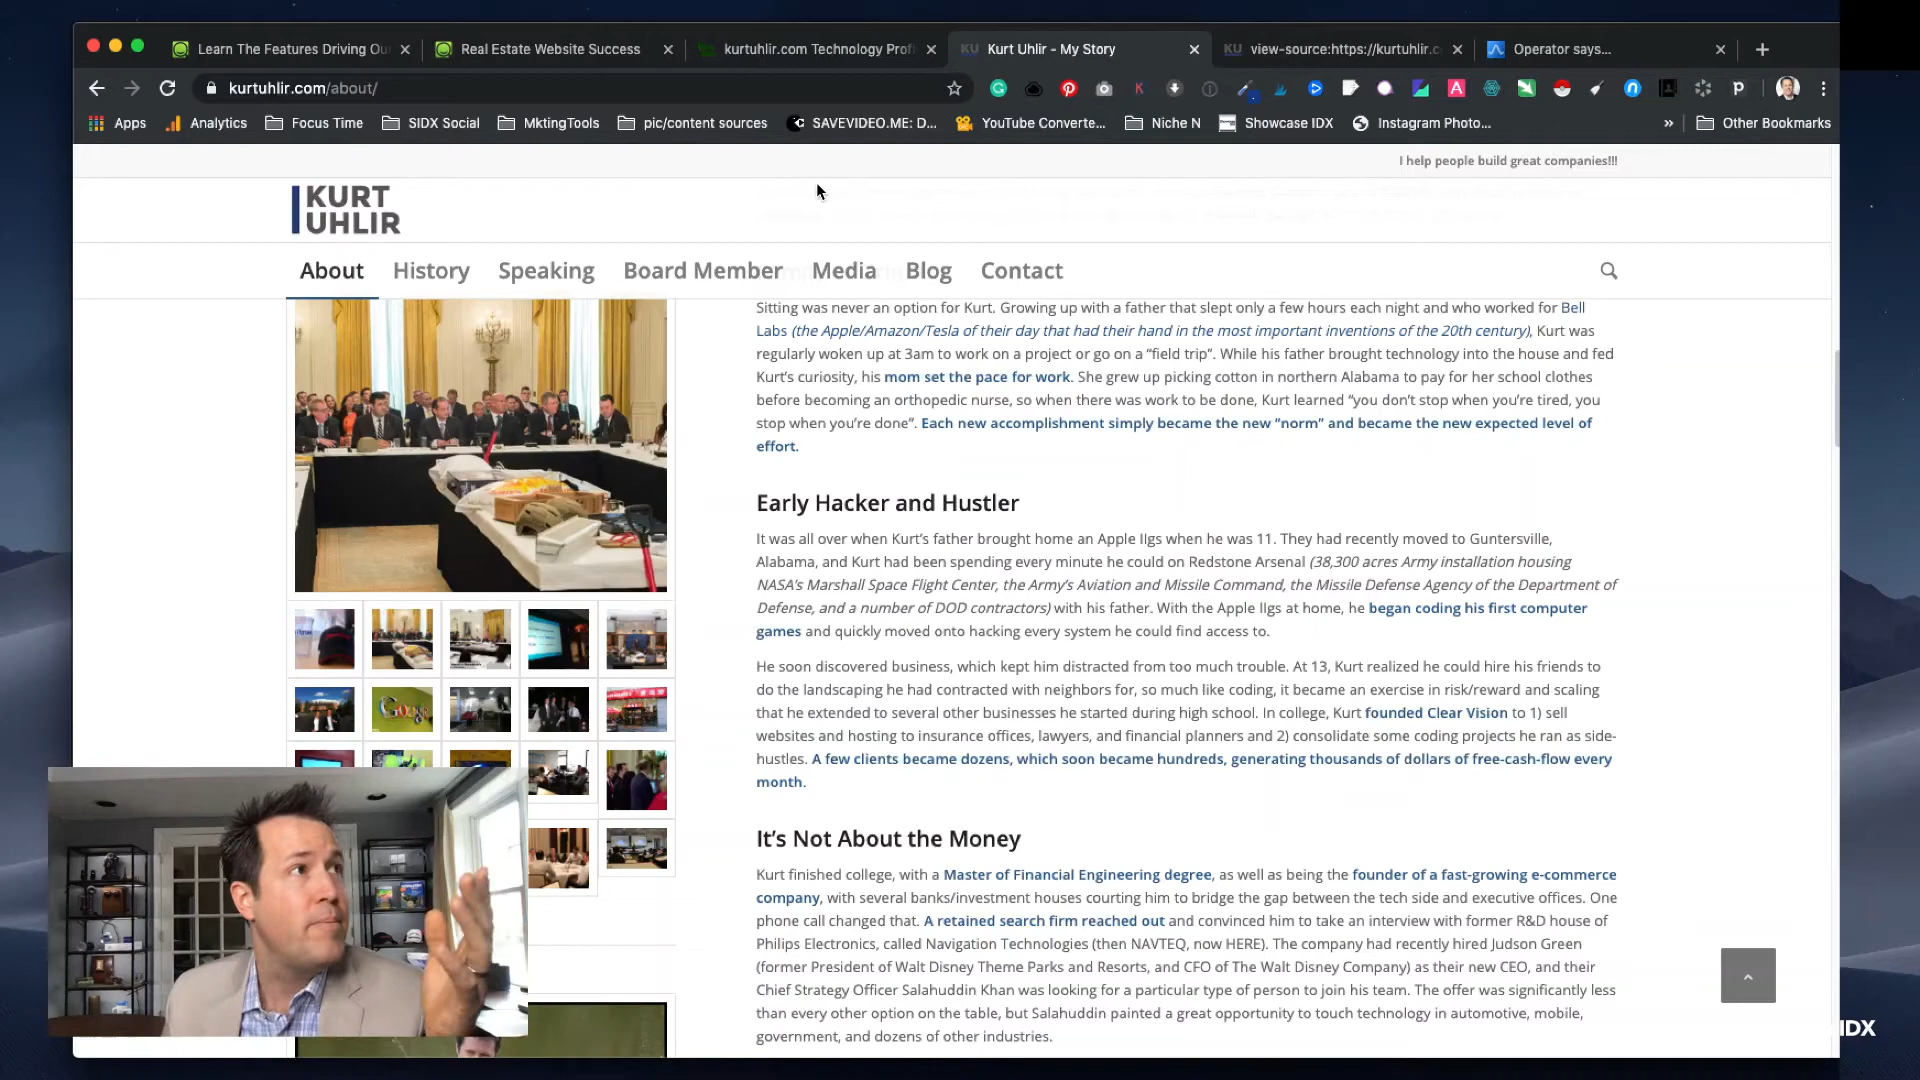 Learn The Features Driving Ou
Real Estate Website Success
kurtuhlir.com Technology Prof
Kurt Uhlir - My Story
view-source:https://kurtuhlir.c
Operator says...
kurtuhlir.com/about/
Apps
Analytics
Focus Time
SIDX Social
MktingTools
pic/content sources
SAVEVIDEO.ME: D...
YouTube Converte...
Niche N
Showcase IDX
Instagram Photo...
»
Other Bookmarks
I help people build great companies!!!
KURT
UHLIR
About
History
Speaking
Board Member
Media
Blog
Contact
Sitting was never an option for Kurt. Growing up with a father that slept only a few hours each night and who worked for Bell
Labs (the Apple/Amazon/Tesla of their day that had their hand in the most important inventions of the 20th century), Kurt was
regularly woken up at 3am to work on a project or go on a “field trip”. While his father brought technology into the house and fed
Kurt’s curiosity, his mom set the pace for work. She grew up picking cotton in northern Alabama to pay for her school clothes
before becoming an orthopedic nurse, so when there was work to be done, Kurt learned “you don’t stop when you’re tired, you
stop when you’re done”. Each new accomplishment simply became the new “norm” and became the new expected level of
effort.
Early Hacker and Hustler
It was all over when Kurt’s father brought home an Apple IIgs when he was 11. They had recently moved to Guntersville,
Alabama, and Kurt had been spending every minute he could on Redstone Arsenal (38,300 acres Army installation housing
NASA’s Marshall Space Flight Center, the Army’s Aviation and Missile Command, the Missile Defense Agency of the Department of
Defense, and a number of DOD contractors) with his father. With the Apple IIgs at home, he began coding his first computer
games and quickly moved onto hacking every system he could find access to.
He soon discovered business, which kept him distracted from too much trouble. At 13, Kurt realized he could hire his friends to
do the landscaping he had contracted with neighbors for, so much like coding, it became an exercise in risk/reward and scaling
that he extended to several other businesses he started during high school. In college, Kurt founded Clear Vision to 1) sell
websites and hosting to insurance offices, lawyers, and financial planners and 2) consolidate some coding projects he ran as side-
hustles. A few clients became dozens, which soon became hundreds, generating thousands of dollars of free-cash-flow every
month.
It’s Not About the Money
Kurt finished college, with a Master of Financial Engineering degree, as well as being the founder of a fast-growing e-commerce
company, with several banks/investment houses courting him to bridge the gap between the tech side and executive offices. One
phone call changed that. A retained search firm reached out and convinced him to take an interview with former R&D house of
Philips Electronics, called Navigation Technologies (then NAVTEQ, now HERE). The company had recently hired Judson Green
(former President of Walt Disney Theme Parks and Resorts, and CFO of The Walt Disney Company) as their new CEO, and their
Chief Strategy Officer Salahuddin Khan was looking for a particular type of person to join his team. The offer was significantly less
than every other option on the table, but Salahuddin painted a great opportunity to touch technology in automotive, mobile,
government, and dozens of other industries.
Google
IDX